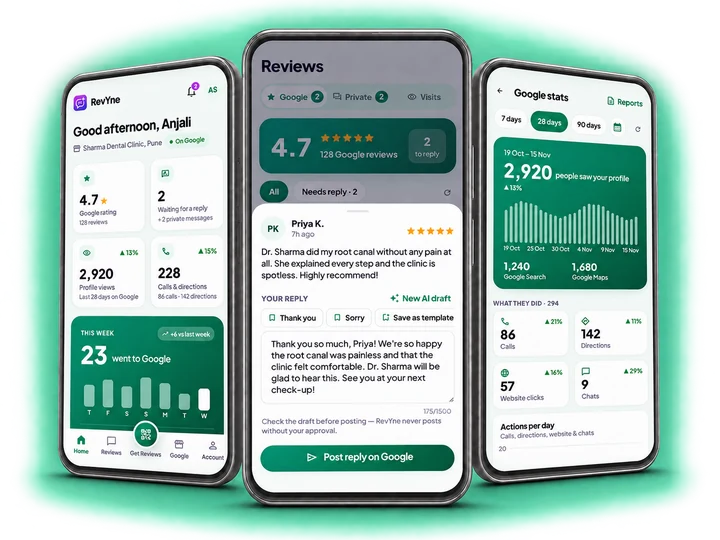 RevYne
2
AS
Good afternoon, Anjali
Sharma Dental Clinic, Pune
On Google
4.7
Google rating
128 reviews
2
Waiting for a reply
+2 private messages
▲13%
2,920
Profile views
Last 28 days on Google
▲15%
228
Calls & directions
86 calls · 142 directions
THIS WEEK
+6 vs last week
23 went to Google
T F S S M T W
Home
Reviews
Get Reviews
Google
Account
Reviews
Google 2
Private 2
Visits
4.7
128 Google reviews
2
to reply
All
Needs reply · 2
PK
Priya K.
7h ago
Dr. Sharma did my root canal without any pain at
all. She explained every step and the clinic is
spotless. Highly recommend!
YOUR REPLY
New AI draft
Thank you
Sorry
Save as template
Thank you so much, Priya! We're so happy
the root canal was painless and that the
clinic felt comfortable. Dr. Sharma will be
glad to hear this. See you at your next
check-up!
175/1500
Check the draft before posting — RevYne never posts
without your approval.
Post reply on Google
Google stats
Reports
7 days
28 days
90 days
19 Oct – 15 Nov
2,920 people saw your profile
▲13%
19 Oct 25 Oct 30 Oct 4 Nov 9 Nov 15 Nov
1,240
Google Search
1,680
Google Maps
WHAT THEY DID · 294
▲21%
86
Calls
▲11%
142
Directions
▲16%
57
Website clicks
▲29%
9
Chats
Actions per day
Calls, directions, website & chats
20